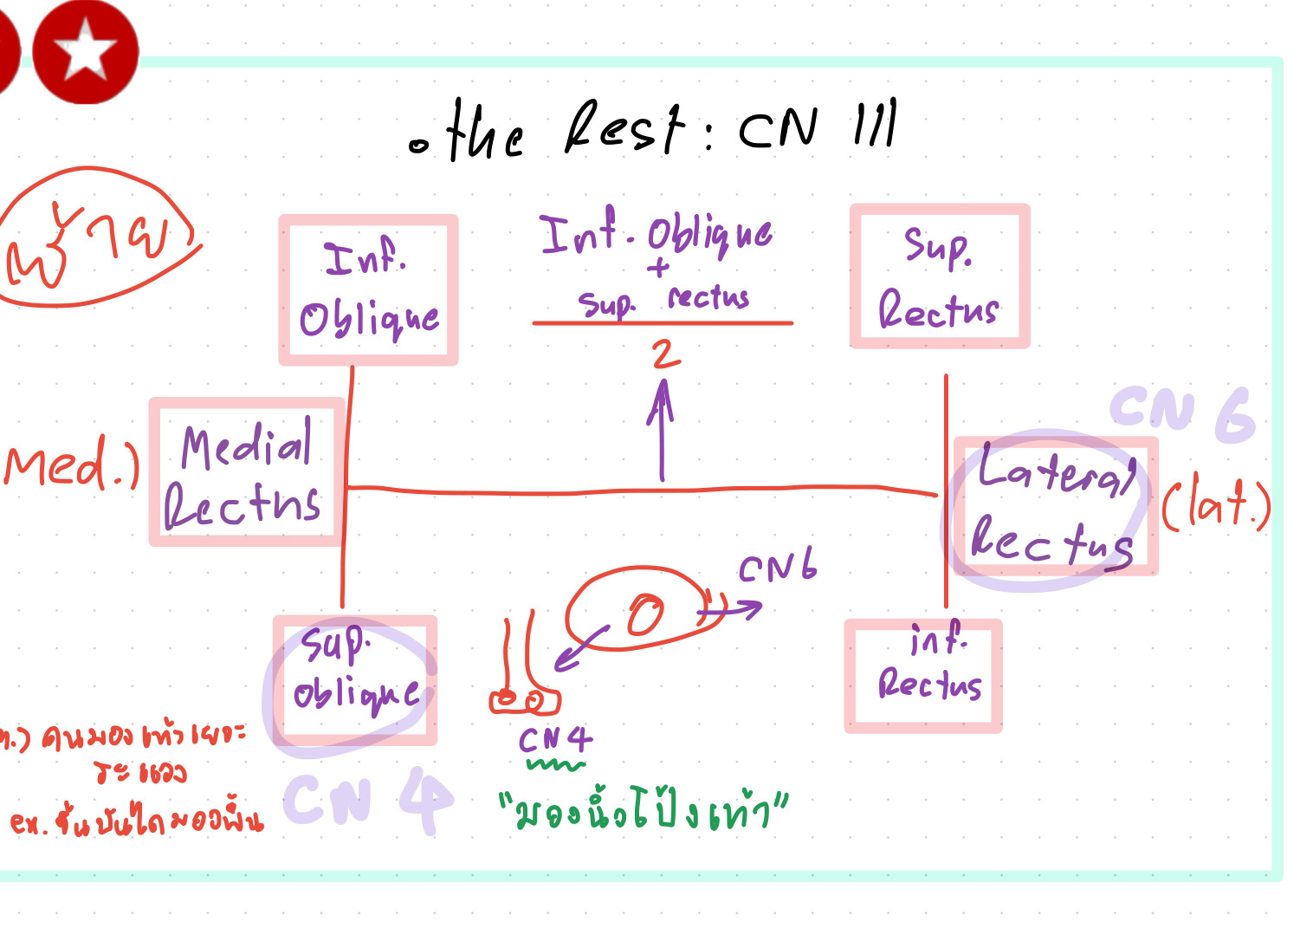 . the Rest : CN III
ซ้าย
Inf.
Oblique
Inf. Oblique
+
Sup. rectus
2
Sup.
Rectus
CN 6
Med.)
Medial
Rectus
Lateral
Rectus
(lat.)
CN6
Sup.
oblique
inf.
Rectus
CN4
CN 4
"มองนิ้วโป้งเท้า"
คนมองเท้าเยอะ
ระแวง
ex. ขึ้นบันไดมองพื้น